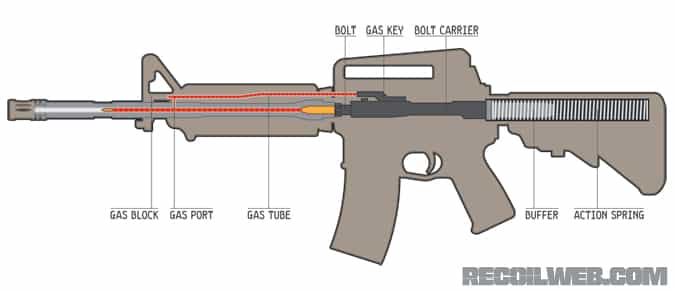 BOLT
GAS KEY
BOLT CARRIER
GAS BLOCK
GAS PORT
GAS TUBE
BUFFER
ACTION SPRING
RECOILWEB.COM